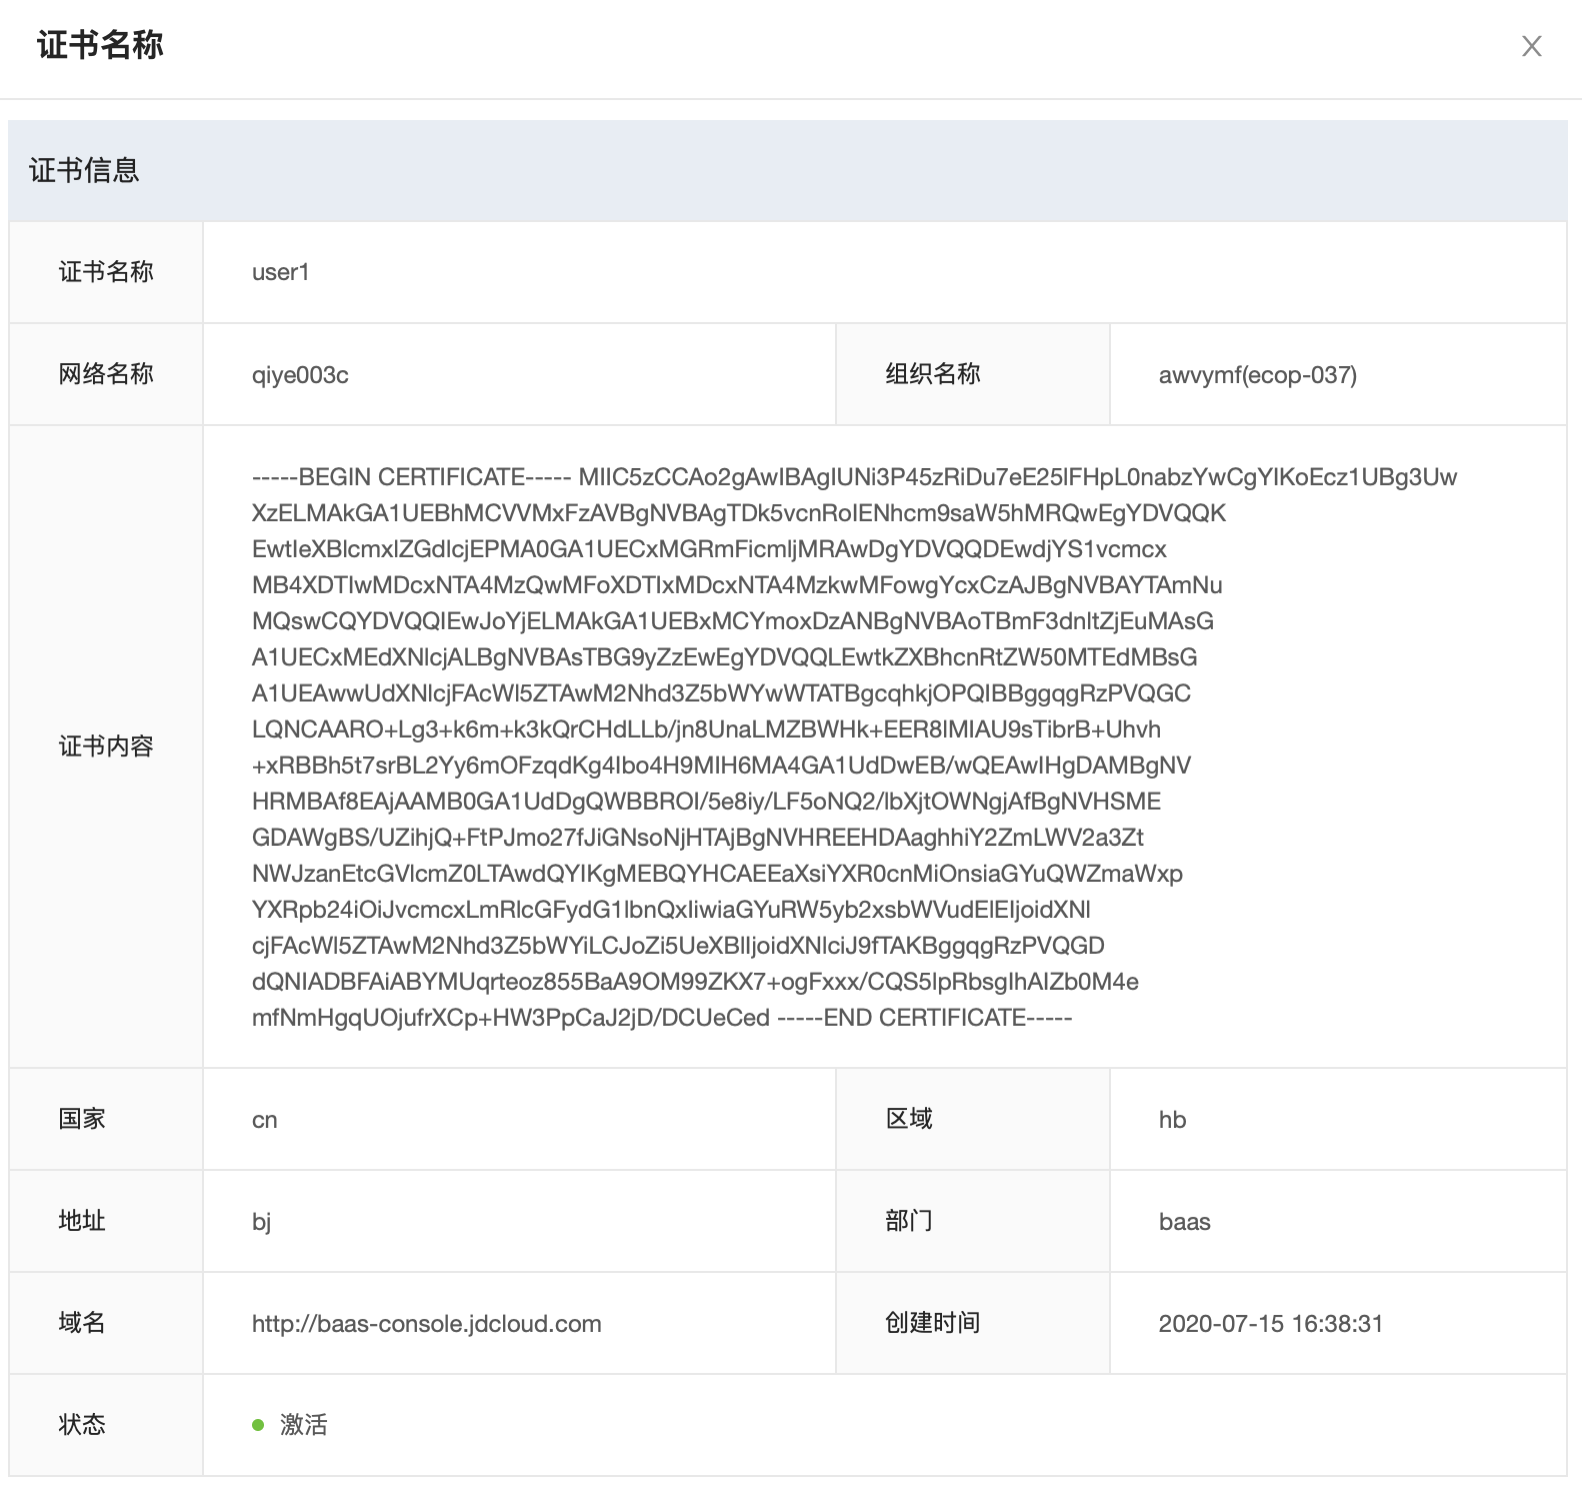 证书名称
证书信息
证书名称 user1
网络名称 qiye003c 组织名称 awvymf(ecop-037)
-----BEGIN CERTIFICATE----- MIIC5zCCAo2gAwIBAgIUNi3P45zRiDu7eE25lFHpL0nabzYwCgYIKoEcz1UBg3Uw
XzELMAkGA1UEBhMCVVMxFzAVBgNVBAgTDk5vcnRoIENhcm9saW5hMRQwEgYDVQQK
EwtIeXBlcmxlZGdlcjEPMA0GA1UECxMGRmFicmljMRAwDgYDVQQDEwdjYS1vcmcx
MB4XDTIwMDcxNTA4MzQwMFoXDTIxMDcxNTA4MzkwMFowgYcxCzAJBgNVBAYTAmNu
MQswCQYDVQQIEwJoYjELMAkGA1UEBxMCYmoxDzANBgNVBAoTBmF3dnltZjEuMAsG
A1UECxMEdXNlcjALBgNVBAsTBG9yZzEwEgYDVQQLEwtkZXBhcnRtZW50MTEdMBsG
A1UEAwwUdXNlcjFAcWl5ZTAwM2Nhd3Z5bWYwWTATBgcqhkjOPQIBBggqgRzPVQGC
LQNCAARO+Lg3+k6m+k3kQrCHdLLb/jn8UnaLMZBWHk+EER8lMIAU9sTibrB+Uhvh
+xRBBh5t7srBL2Yy6mOFzqdKg4Ibo4H9MIH6MA4GA1UdDwEB/wQEAwIHgDAMBgNV
HRMBAf8EAjAAMB0GA1UdDgQWBBROI/5e8iy/LF5oNQ2/lbXjtOWNgjAfBgNVHSME
GDAWgBS/UZihjQ+FtPJmo27fJiGNsoNjHTAjBgNVHREEHDAaghhiY2ZmLWV2a3Zt
NWJzanEtcGVlcmZ0LTAwdQYIKgMEBQYHCAEEaXsiYXR0cnMiOnsiaGYuQWZmaWxp
YXRpb24iOiJvcmcxLmRlcGFydG1lbnQxIiwiaGYuRW5yb2xsbWVudElEIjoidXNl
cjFAcWl5ZTAwM2Nhd3Z5bWYiLCJoZi5UeXBlIjoidXNlciJ9fTAKBggqgRzPVQGD
dQNIADBFAiABYMUqrteoz855BaA9OM99ZKX7+ogFxxx/CQS5lpRbsgIhAIZb0M4e
证书内容
mfNmHgqUOjufrXCp+HW3PpCaJ2jD/DCUeCed -----END CERTIFICATE-----
国家 cn 区域 hb
地址 bj 部门 baas
域名 http://baas-console.jdcloud.com 创建时间 2020-07-15 16:38:31
状态 激活